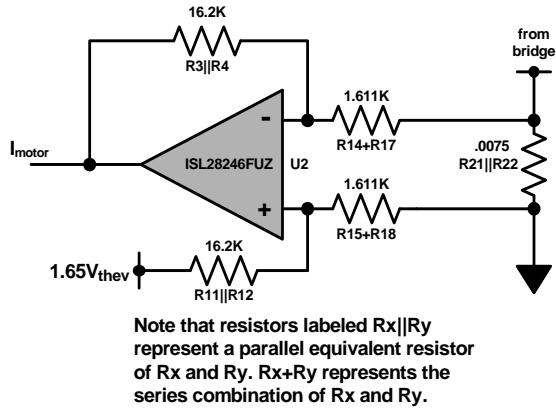 16.2K
R3||R4
from
bridge
1.611K
R14+R17
-
I motor
ISL28246FUZ
U2
.0075
R21||R22
1.611K
+
R15+R18
16.2K
1.65Vthev
R11||R12
Note that resistors labeled Rx||Ry
represent a parallel equivalent resistor
of Rx and Ry. Rx+Ry represents the
series combination of Rx and Ry.